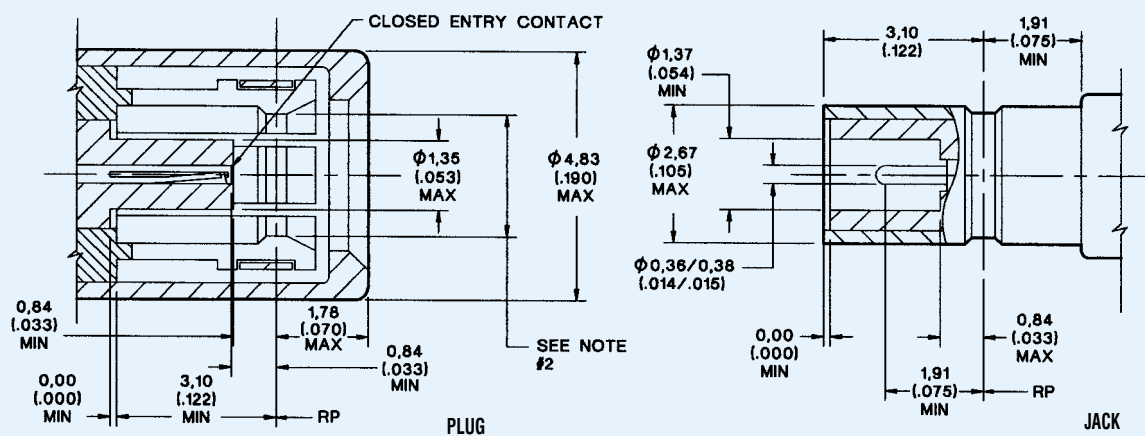 CLOSED ENTRY CONTACT
ϕ1,35
(.053)
MAX
ϕ4,83
(.190)
MAX
0,84
(.033)
MIN
1,78
(.070)
MAX
SEE NOTE
#2
0,84
(.033)
MIN
0,00
(.000)
MIN
3,10
(.122)
MIN
RP
PLUG
3,10
(.122)
1,91
(.075)
MIN
ϕ1,37
(.054)
MIN
ϕ2,67
(.105)
MAX
ϕ0,36/0,38
(.014/.015)
0,00
(.000)
MIN
0,84
(.033)
MAX
1,91
(.075)
MIN
RP
JACK